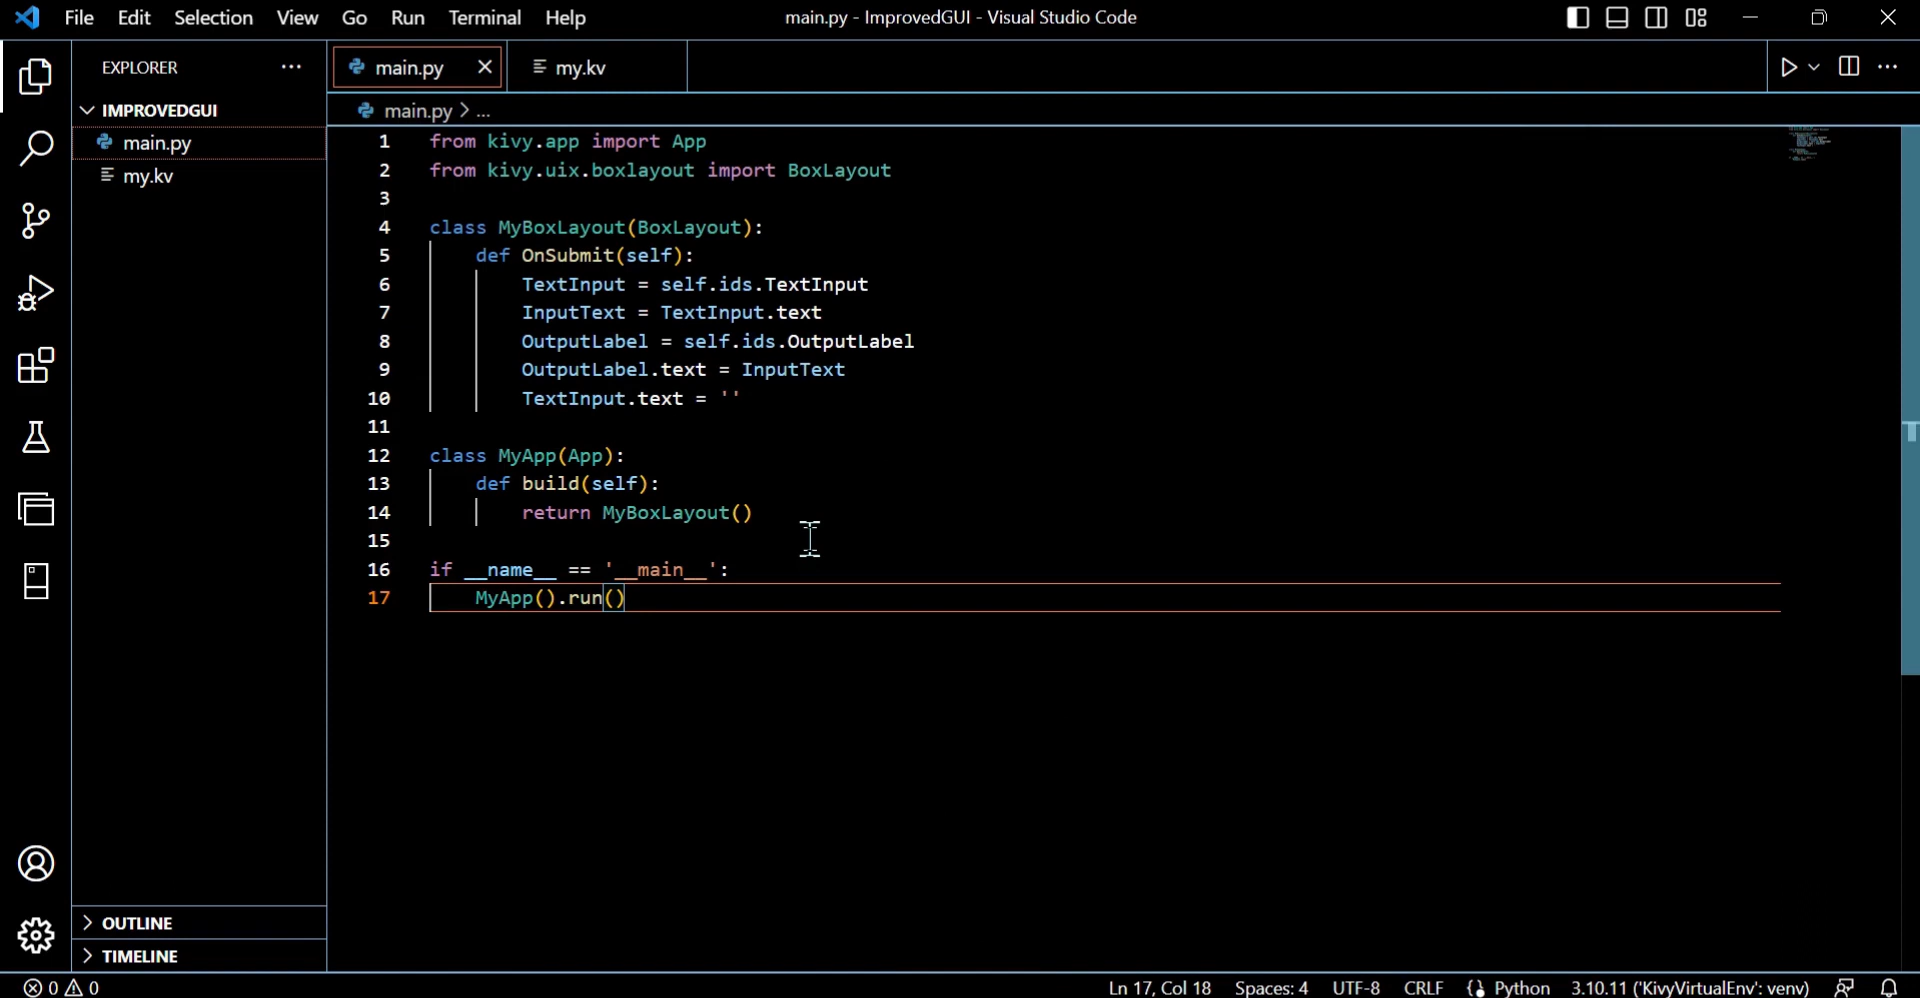 File Edit Selection View Go Run Terminal Help
main.py - ImprovedGUI - Visual Studio Code
EXPLORER
IMPROVEDGUI
main.py
my.kv
OUTLINE
TIMELINE
main.py my.kv
main.py > ...
1 from kivy.app import App
2 from kivy.uix.boxlayout import BoxLayout
3
4 class MyBoxLayout(BoxLayout):
5 def OnSubmit(self):
6 TextInput = self.ids.TextInput
7 InputText = TextInput.text
8 OutputLabel = self.ids.OutputLabel
9 OutputLabel.text = InputText
10 TextInput.text = ''
11
12 class MyApp(App):
13 def build(self):
14 return MyBoxLayout()
15
16 if __name__ == '__main__':
17 MyApp().run()
0 0 Ln 17, Col 18 Spaces: 4 UTF-8 CRLF Python 3.10.11 ('KivyVirtualEnv': venv)